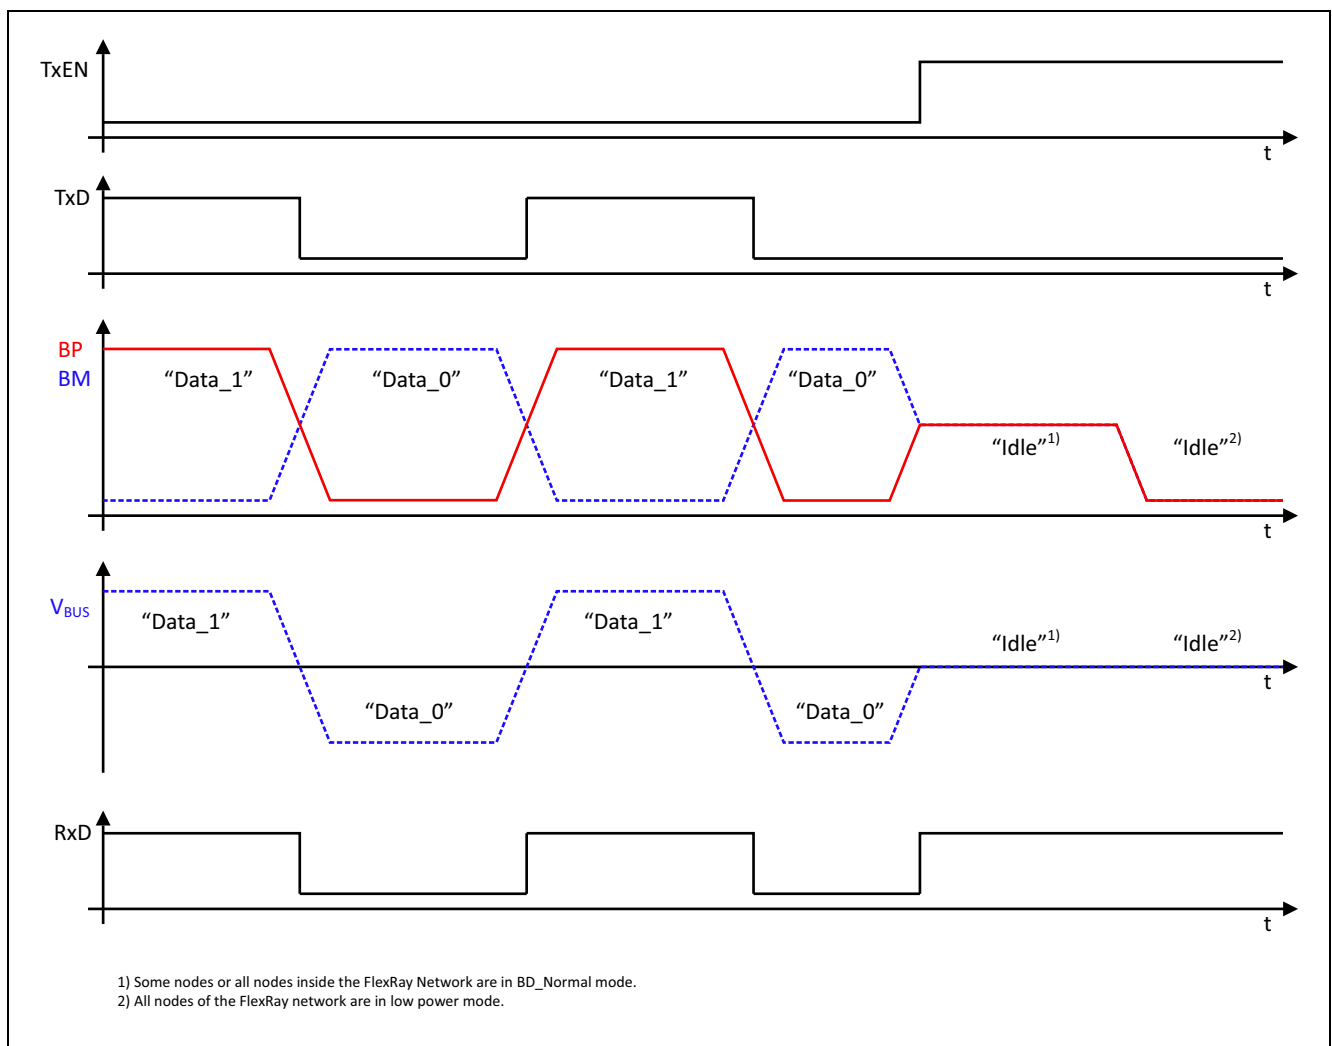 TxEN
t
TxD
t
BP
BM
“Data_1” “Data_0” “Data_1” “Data_0”
“Idle”1) “Idle”2)
t
VBUS
“Data_1” “Data_1”
“Idle”1) “Idle”2)
t
“Data_0” “Data_0”
RxD
t
1) Some nodes or all nodes inside the FlexRay Network are in BD_Normal mode.
2) All nodes of the FlexRay network are in low power mode.